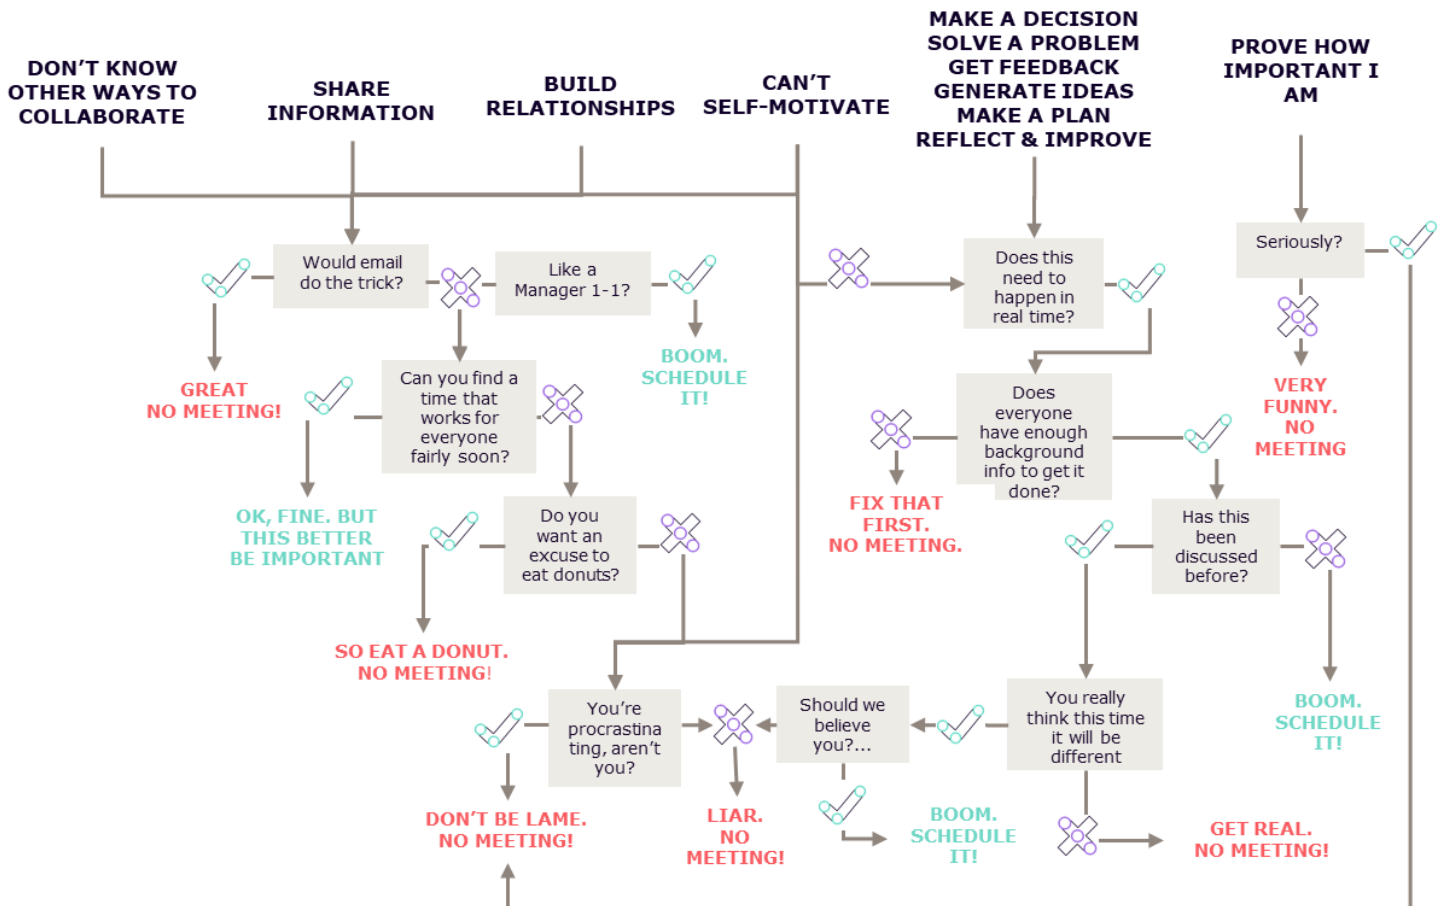 DON'T KNOW
OTHER WAYS TO
COLLABORATE
SHARE
INFORMATION
BUILD
RELATIONSHIPS
CAN'T
SELF-MOTIVATE
MAKE A DECISION
SOLVE A PROBLEM
GET FEEDBACK
GENERATE IDEAS
MAKE A PLAN
REFLECT & IMPROVE
PROVE HOW
IMPORTANT I
AM
Would email
do the trick?
Like a
Manager 1-1?
Does this
need to
happen in
real time?
Seriously?
GREAT
NO MEETING!
Can you find a
time that
works for
everyone
fairly soon?
BOOM.
SCHEDULE
IT!
Does
everyone
have enough
background
info to get it
done?
VERY
FUNNY.
NO
MEETING
OK, FINE. BUT
THIS BETTER
BE IMPORTANT
Do you
want an
excuse to
eat donuts?
FIX THAT
FIRST.
NO MEETING.
Has this
been
discussed
before?
SO EAT A DONUT.
NO MEETING!
You're
procrastina
ting, aren't
you?
Should we
believe
you?...
You really
think this time
it will be
different
BOOM.
SCHEDULE
IT!
DON'T BE LAME.
NO MEETING!
LIAR.
NO
MEETING!
BOOM.
SCHEDULE
IT!
GET REAL.
NO MEETING!